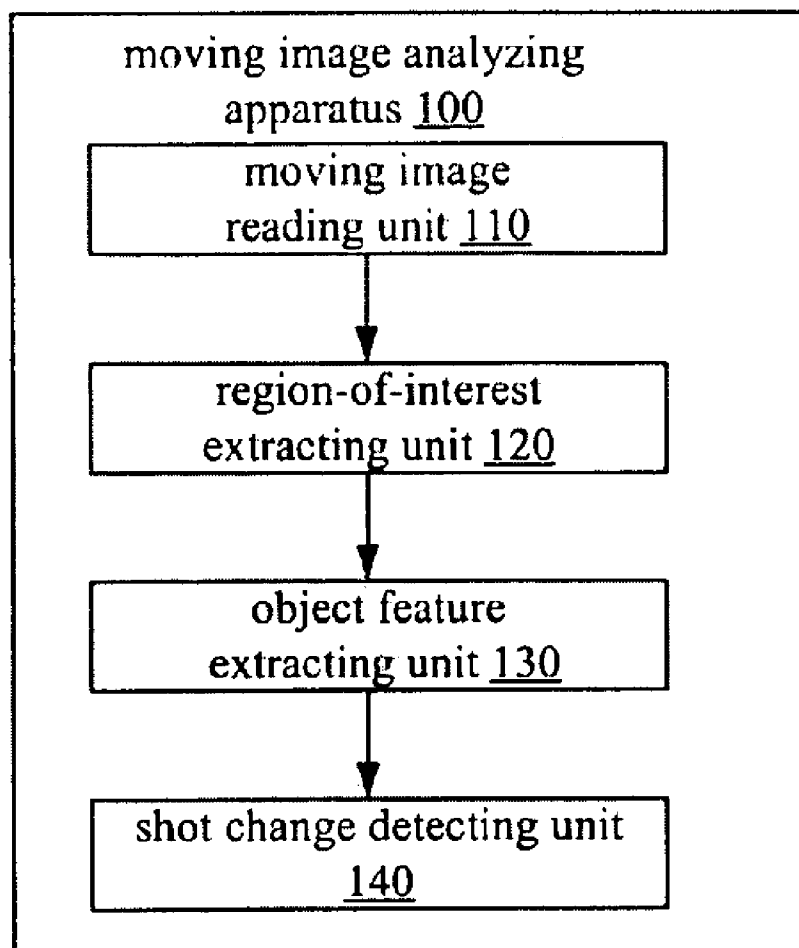 moving image analyzing
apparatus 100
moving image
reading unit 110
region-of-interest
extracting unit 120
object feature
extracting unit 130
shot change detecting unit
140